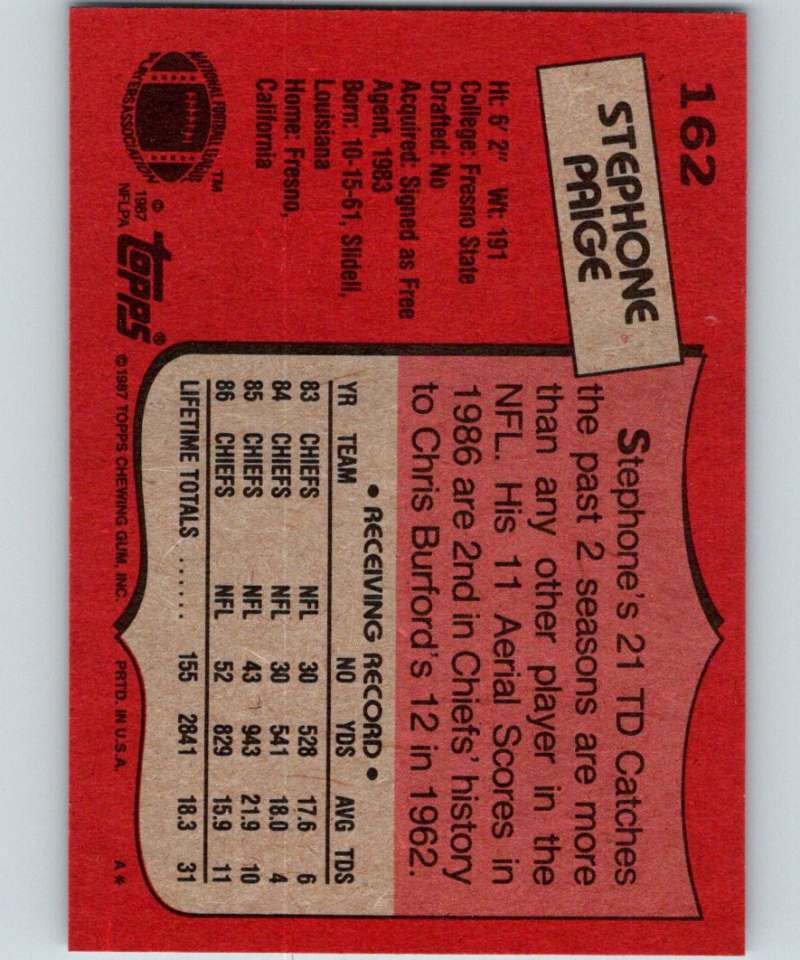 162
STEPHONE
PAIGE
Ht: 6' 2" Wt: 191
College: Fresno State
Drafted: No
Acquired: Signed as Free
Agent, 1983
Born: 10-15-61, Slidell,
Louisiana
Home: Fresno,
California
NATIONAL FOOTBALL LEAGUE
PLAYERS ASSOCIATION
™
© 1987
NFLPA
topps®
Stephone's 21 TD Catches
the past 2 seasons are more
than any other player in the
NFL. His 11 Aerial Scores in
1986 are 2nd in Chiefs' history
to Chris Burford's 12 in 1962.
• RECEIVING RECORD •
YR TEAM NO YDS AVG TDS
83 CHIEFS NFL 30 528 17.6 6
84 CHIEFS NFL 30 541 18.0 4
85 CHIEFS NFL 43 943 21.9 10
86 CHIEFS NFL 52 829 15.9 11
LIFETIME TOTALS ...... 155 2841 18.3 31
©1987 TOPPS CHEWING GUM, INC. PRTD. IN U.S.A. A*